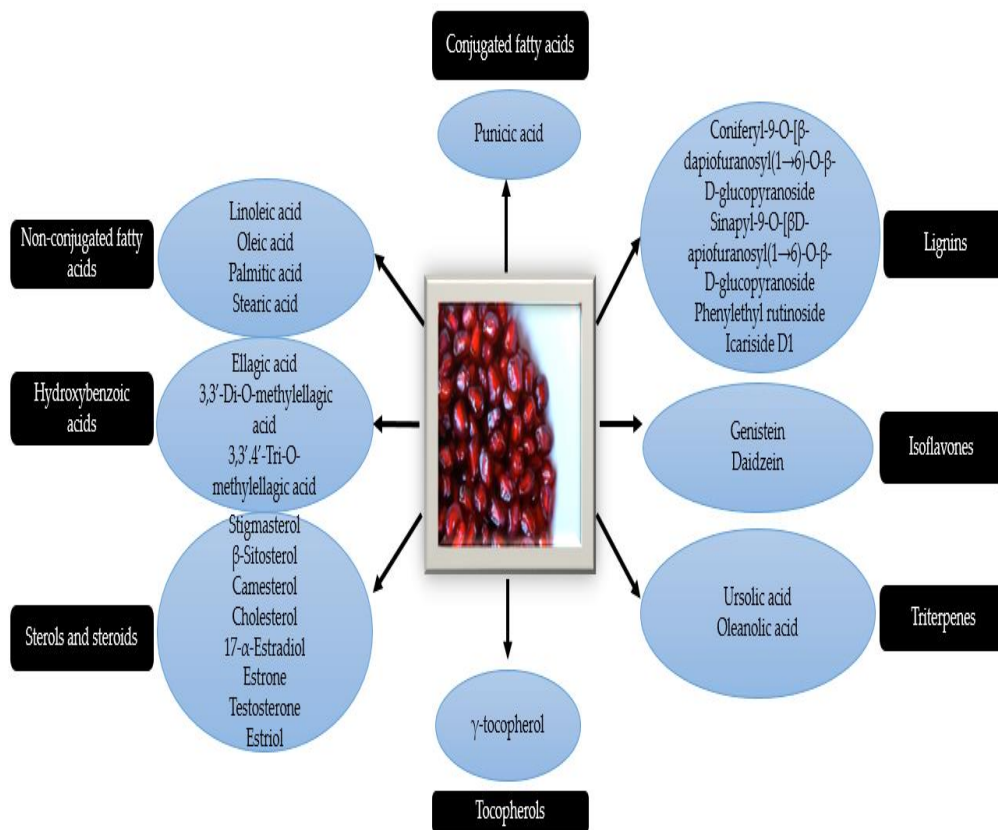 Conjugated fatty acids
Punicic acid
Non-conjugated fatty
acids
Linoleic acid
Oleic acid
Palmitic acid
Stearic acid
Coniferyl-9-O-[β-
dapiofuranosyl(1→6)-O-β-
D-glucopyranoside
Sinapyl-9-O-[βD-
apiofuranosyl(1→6)-O-β-
D-glucopyranoside
Phenylethyl rutinoside
Icariside D1
Lignins
Hydroxybenzoic
acids
Ellagic acid
3,3′-Di-O-methylellagic
acid
3,3′.4′-Tri-O-
methylellagic acid
Genistein
Daidzein
Isoflavones
Sterols and steroids
Stigmasterol
β-Sitosterol
Camesterol
Cholesterol
17-α-Estradiol
Estrone
Testosterone
Estriol
Ursolic acid
Oleanolic acid
Triterpenes
γ-tocopherol
Tocopherols